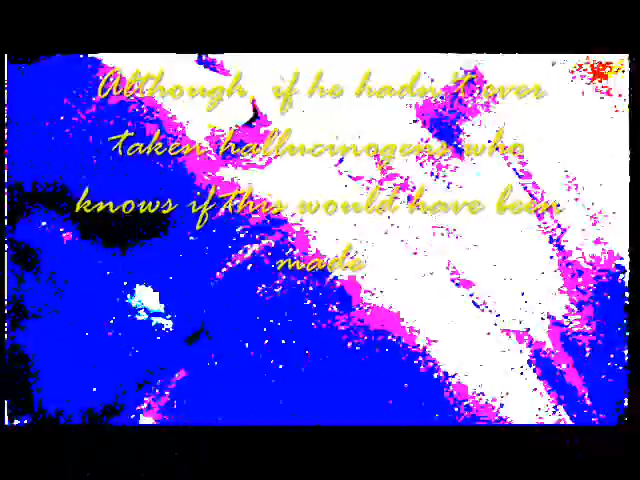 Although, if he hadn't ever
taken hallucinogens who
knows if this would have been
made